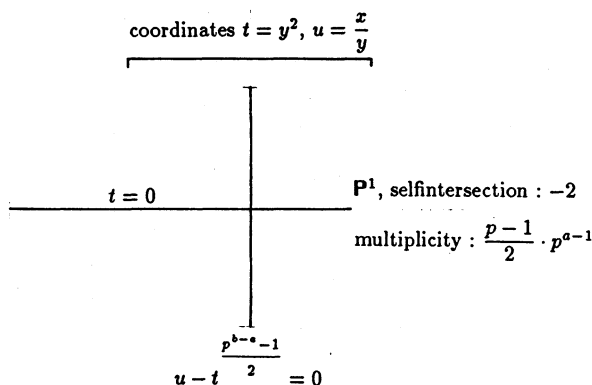 coordinates t = y², u = x/y
t = 0
P¹, selfintersection : −2
multiplicity : (p − 1)/2 · p^{a−1}
u − t^{(p^{b−a} − 1)/2} = 0